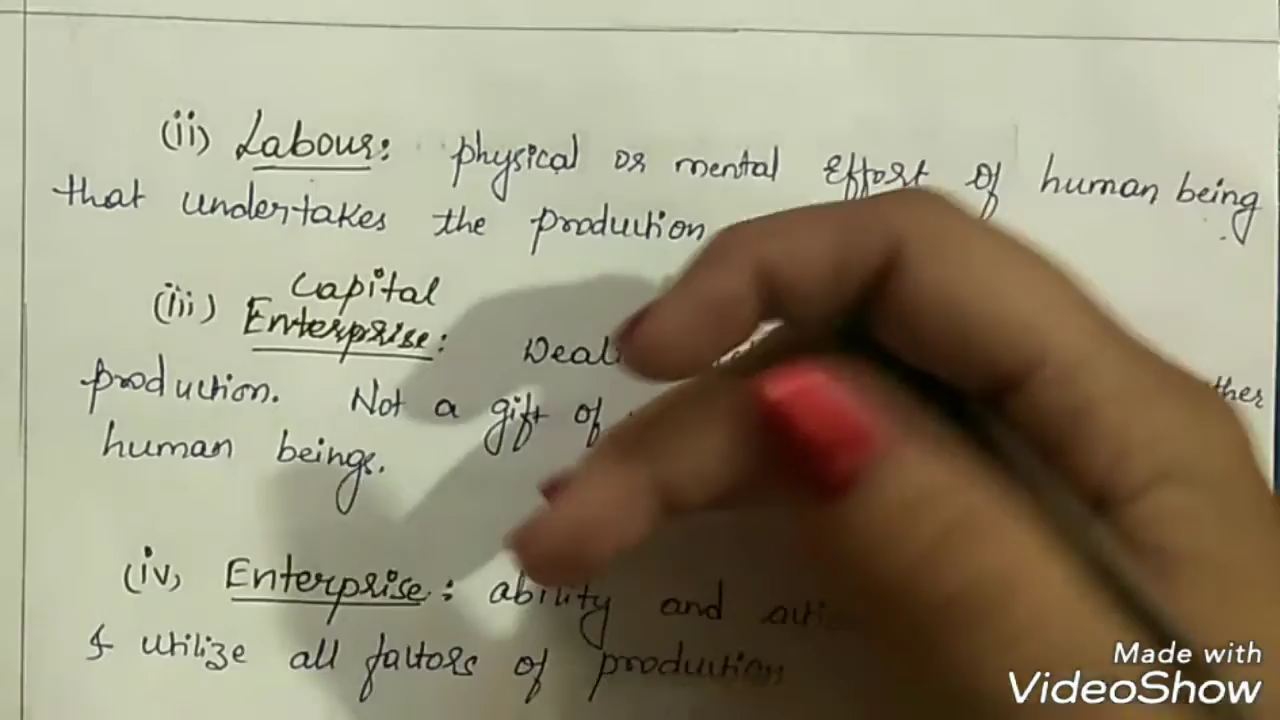 (ii) Labour: physical or mental effort of human being
that undertakes the production
Capital
(iii) Enterprise:
production. Not a gift of ther
human beings.
(iv) Enterprise: ability and
& utilize all factors of production
Made with
VideoShow